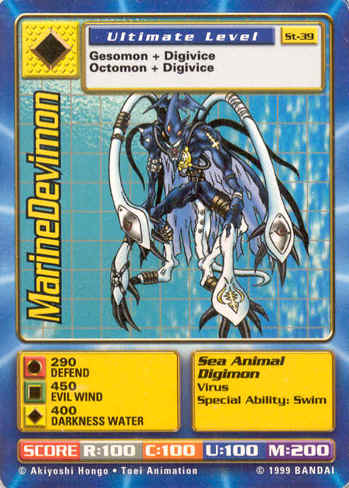 Ultimate Level
St-39
Gesomon + Digivice
Octomon + Digivice
MarineDevimon
290
DEFEND
450
EVIL WIND
400
DARKNESS WATER
Sea Animal
Digimon
Virus
Special Ability: Swim
SCORE R:100 C:100 U:100 M:200
© Akiyoshi Hongo • Toei Animation © 1999 BANDAI